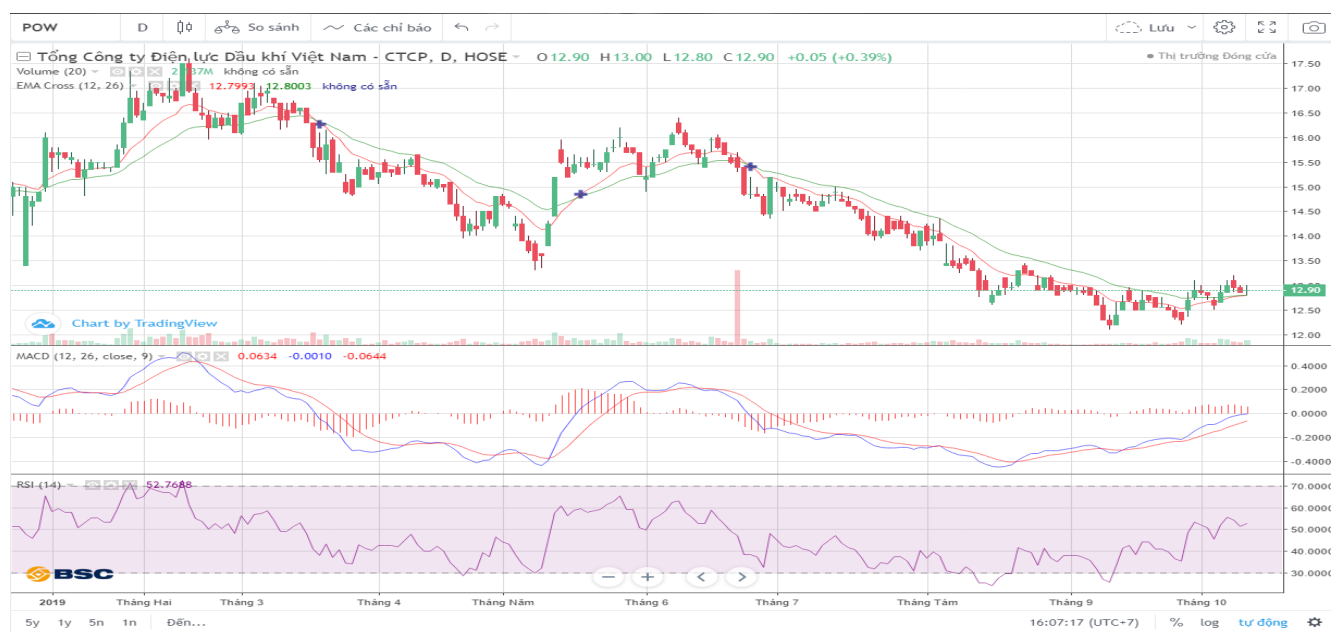 POW D So sánh Các chỉ báo Lưu
Tổng Công ty Điện lực Dầu khí Việt Nam - CTCP, D, HOSE O12.90 H13.00 L12.80 C12.90 +0.05 (+0.39%) Thị trường Đóng cửa
Volume (20) không có sẵn
EMA Cross (12, 26) 12.7993 12.8003 không có sẵn
17.50
17.00
16.50
16.00
15.50
15.00
14.50
14.00
13.50
12.90
12.50
12.00
Chart by TradingView
MACD (12, 26, close, 9) 0.0634 -0.0010 -0.0644
0.4000
0.2000
0.0000
-0.2000
-0.4000
RSI (14) 52.7688
70.0000
60.0000
50.0000
40.0000
30.0000
BSC
2019 Tháng Hai Tháng 3 Tháng 4 Tháng Năm Tháng 6 Tháng 7 Tháng Tám Tháng 9 Tháng 10
5y 1y 5n 1n Đến... 16:07:17 (UTC+7) % log tự động